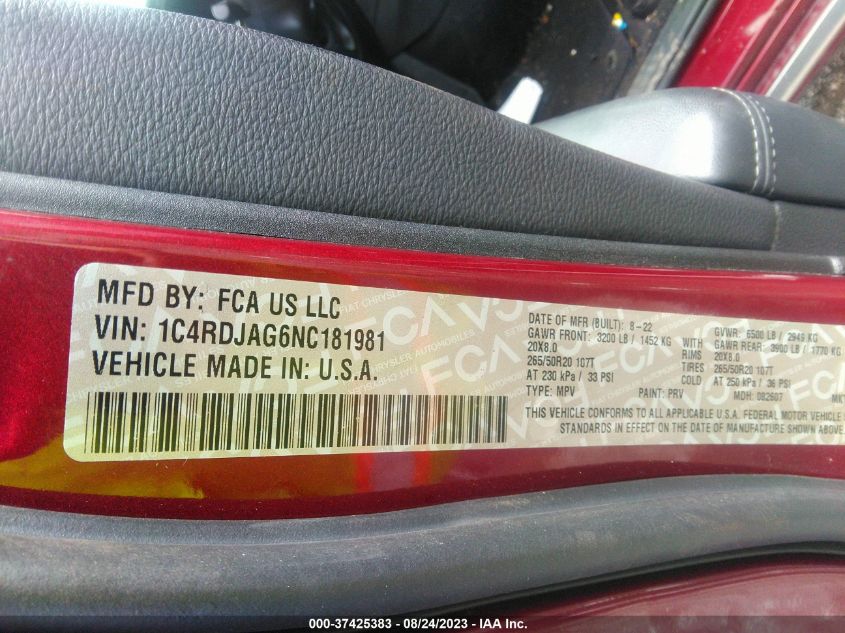 MFD BY: FCA US LLC
VIN: 1C4RDJAG6NC181981
VEHICLE MADE IN: U.S.A.
DATE OF MFR (BUILT): 8-22 GVWR: 6500 LB / 2949 KG
GAWR FRONT: 3200 LB / 1452 KG WITH GAWR REAR: 3900 LB / 1770 KG
20X8.0 RIMS 20X8.0
265/50R20 107T TIRES 265/50R20 107T
AT 230 kPa / 33 PSI COLD AT 250 kPa / 36 PSI
TYPE: MPV PAINT: PRV MDH: 082607
THIS VEHICLE CONFORMS TO ALL APPLICABLE U.S.A. FEDERAL MOTOR VEHICLE
STANDARDS IN EFFECT ON THE DATE OF MANUFACTURE SHOWN ABOVE.
000-37425383 - 08/24/2023 - IAA Inc.